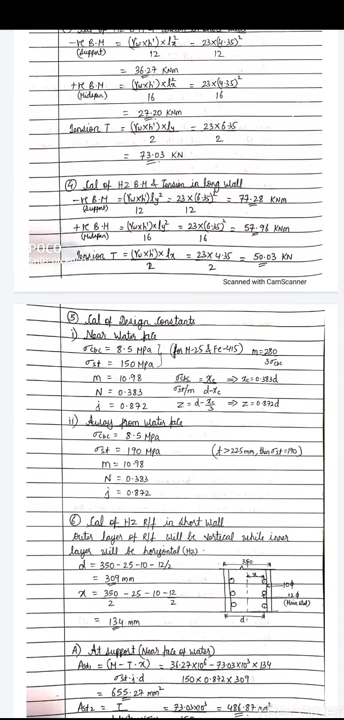 -ve B.M = (γw×h')×lx² = 23×(4.35)²
(Support) 12 12
= 36.27 KNm
+ve B.M = (γw×h')×lx² = 23×(4.35)²
(Midspan) 16 16
= 27.20 KNm
Tension T = (γw×h')×ly = 23×6.35
2 2
= 73.03 KN
④ Cal of HZ B.M & Tension in long wall
-ve B.M = (γw×h)ly² = 23×(6.35)² = 77.28 KNm
(Support) 12 12
+ve B.M = (γw×h')×ly² = 23×(6.35)² = 57.96 KNm
(Midspan) 16 16
POCO
Tension T = (γw×h')×lx = 23×4.35 = 50.03 KN
2 2
Scanned with CamScanner
⑤ Cal of Design Constants
i) Near Water face
σcbc = 8.5 MPa (for M-25 & Fe-415) m=280
σst = 150 MPa 3σcbc
m = 10.98 σcbc = xc ⇒ xc=0.383d
N = 0.383 σst/m d-xc
j = 0.872 z = d-xc ⇒ z=0.872d
3
ii) Away from water face
σcbc = 8.5 MPa
σst = 190 MPa (t>225mm, then σst=190)
m = 10.98
N = 0.383
j = 0.872
⑥ Cal of HZ R/f in Short Wall
Outer layer of R/f will be Vertical while inner
layer will be horizontal (HZ).
d = 350-25-10-12/2 350
= 309 mm x
x = 350 - 25 - 10 - 12 10ϕ
2 2 12ϕ
(Main steel)
= 134 mm d
A) At support (Near face of water)
Ast1 = (M-T·x) = 36.27×10⁶ - 73.03×10³×134
σst·j·d 150×0.872×309
= 655.27 mm²
Ast2 = T = 73.03×10³ = 486.87 mm²